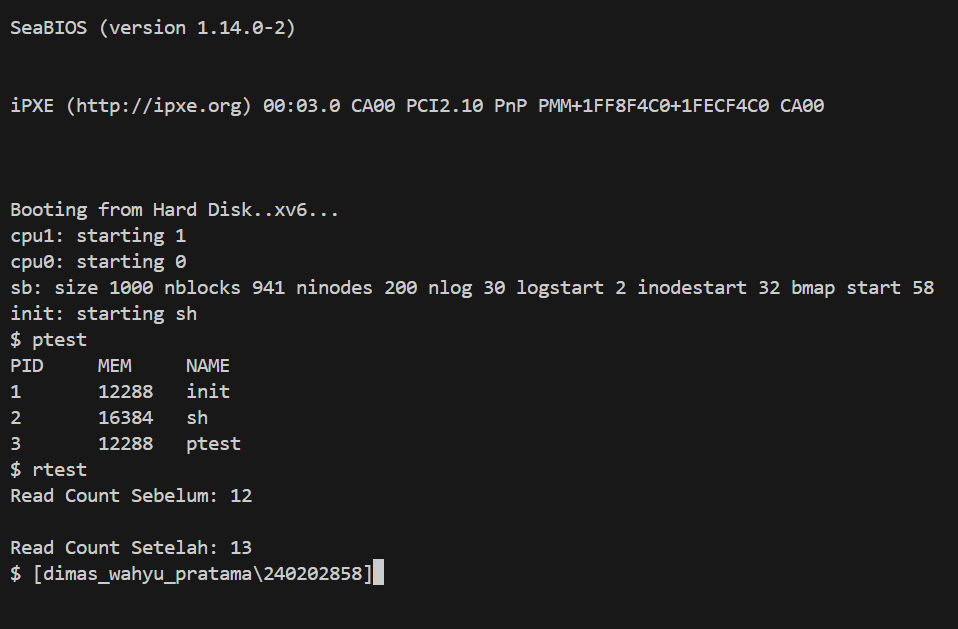 SeaBIOS (version 1.14.0-2)
iPXE (http://ipxe.org) 00:03.0 CA00 PCI2.10 PnP PMM+1FF8F4C0+1FECF4C0 CA00
Booting from Hard Disk..xv6...
cpu1: starting 1
cpu0: starting 0
sb: size 1000 nblocks 941 ninodes 200 nlog 30 logstart 2 inodestart 32 bmap start 58
init: starting sh
$ ptest
PID     MEM     NAME
1       12288   init
2       16384   sh
3       12288   ptest
$ rtest
Read Count Sebelum: 12
Read Count Setelah: 13
$ [dimas_wahyu_pratama\240202858]